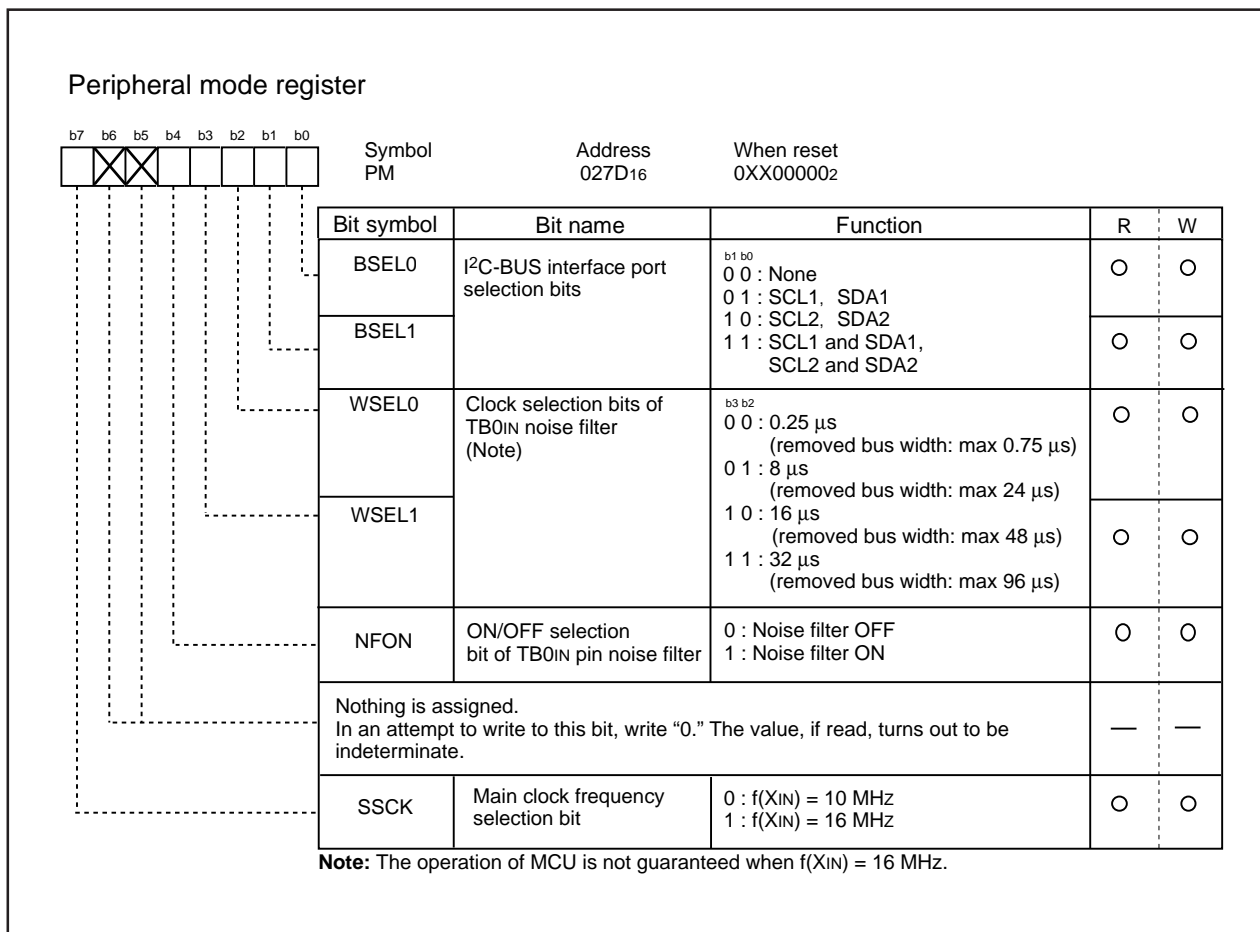 Peripheral mode register
b7 b6 b5 b4 b3 b2 b1 b0
Symbol Address When reset
PM 027D16 0XX000002
Bit symbol Bit name Function R W
BSEL0 I2C-BUS interface port
selection bits
b1 b0
0 0 : None
0 1 : SCL1, SDA1
1 0 : SCL2, SDA2
1 1 : SCL1 and SDA1,
SCL2 and SDA2
BSEL1
WSEL0 Clock selection bits of
TB0IN noise filter
(Note)
b3 b2
0 0 : 0.25 μs
(removed bus width: max 0.75 μs)
0 1 : 8 μs
(removed bus width: max 24 μs)
1 0 : 16 μs
(removed bus width: max 48 μs)
1 1 : 32 μs
(removed bus width: max 96 μs)
WSEL1
NFON ON/OFF selection
bit of TB0IN pin noise filter
0 : Noise filter OFF
1 : Noise filter ON
Nothing is assigned.
In an attempt to write to this bit, write “0.” The value, if read, turns out to be
indeterminate.
— —
SSCK Main clock frequency
selection bit
0 : f(XIN) = 10 MHz
1 : f(XIN) = 16 MHz
Note: The operation of MCU is not guaranteed when f(XIN) = 16 MHz.